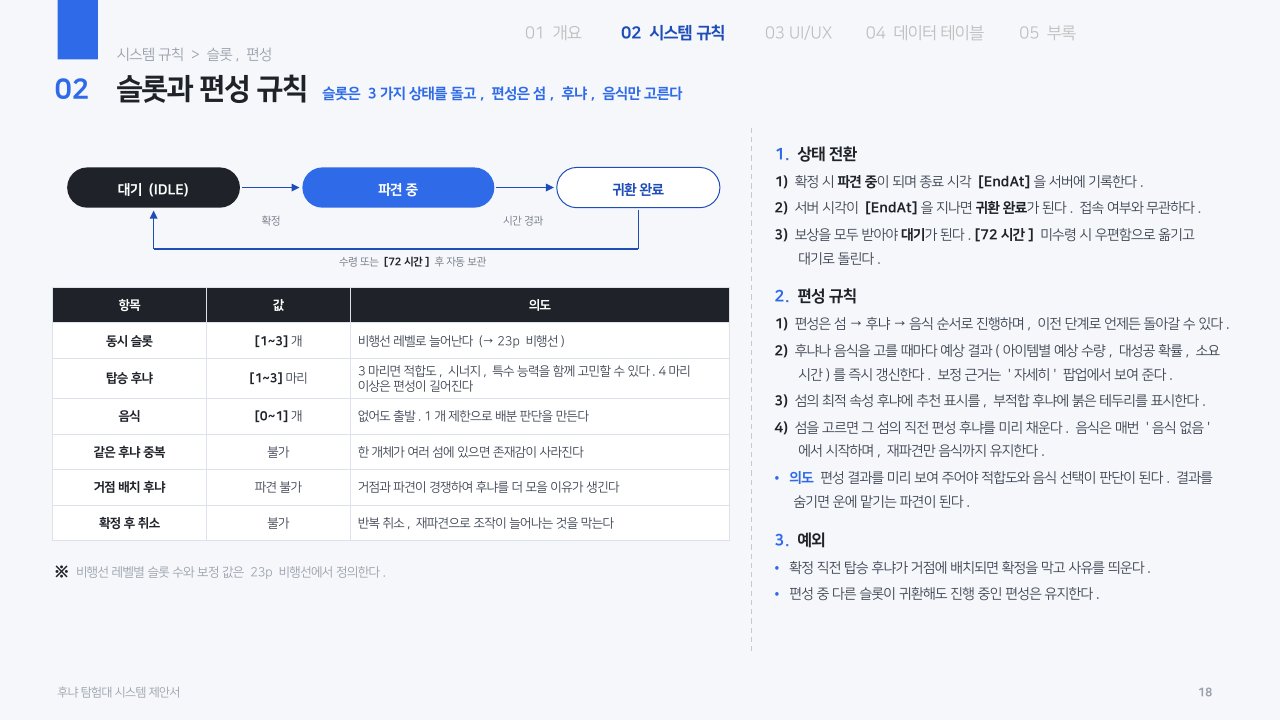 01 개요 02 시스템 규칙 03 UI/UX 04 데이터 테이블 05 부록
시스템 규칙 > 슬롯 , 편성
02 슬롯과 편성 규칙 슬롯은 3 가지 상태를 돌고 , 편성은 섬 , 후냐 , 음식만 고른다
대기 (IDLE) 파견 중 귀환 완료
확정 시간 경과
수령 또는 [72 시간 ] 후 자동 보관
항목 값 의도
동시 슬롯 [1~3] 개 비행선 레벨로 늘어난다 (→ 23p 비행선 )
탑승 후냐 [1~3] 마리 3 마리면 적합도 , 시너지 , 특수 능력을 함께 고민할 수 있다 . 4 마리
이상은 편성이 길어진다
음식 [0~1] 개 없어도 출발 . 1 개 제한으로 배분 판단을 만든다
같은 후냐 중복 불가 한 개체가 여러 섬에 있으면 존재감이 사라진다
거점 배치 후냐 파견 불가 거점과 파견이 경쟁하여 후냐를 더 모을 이유가 생긴다
확정 후 취소 불가 반복 취소 , 재파견으로 조작이 늘어나는 것을 막는다
※ 비행선 레벨별 슬롯 수와 보정 값은 23p 비행선에서 정의한다 .
1. 상태 전환
1) 확정 시 파견 중이 되며 종료 시각 [EndAt] 을 서버에 기록한다 .
2) 서버 시각이 [EndAt] 을 지나면 귀환 완료가 된다 . 접속 여부와 무관하다 .
3) 보상을 모두 받아야 대기가 된다 . [72 시간 ] 미수령 시 우편함으로 옮기고
대기로 돌린다 .
2. 편성 규칙
1) 편성은 섬 → 후냐 → 음식 순서로 진행하며 , 이전 단계로 언제든 돌아갈 수 있다 .
2) 후냐나 음식을 고를 때마다 예상 결과 ( 아이템별 예상 수량 , 대성공 확률 , 소요
시간 ) 를 즉시 갱신한다 . 보정 근거는 ' 자세히 ' 팝업에서 보여 준다 .
3) 섬의 최적 속성 후냐에 추천 표시를 , 부적합 후냐에 붉은 테두리를 표시한다 .
4) 섬을 고르면 그 섬의 직전 편성 후냐를 미리 채운다 . 음식은 매번 ' 음식 없음 '
에서 시작하며 , 재파견만 음식까지 유지한다 .
• 의도 편성 결과를 미리 보여 주어야 적합도와 음식 선택이 판단이 된다 . 결과를
숨기면 운에 맡기는 파견이 된다 .
3. 예외
• 확정 직전 탑승 후냐가 거점에 배치되면 확정을 막고 사유를 띄운다 .
• 편성 중 다른 슬롯이 귀환해도 진행 중인 편성은 유지한다 .
후냐 탐험대 시스템 제안서 18